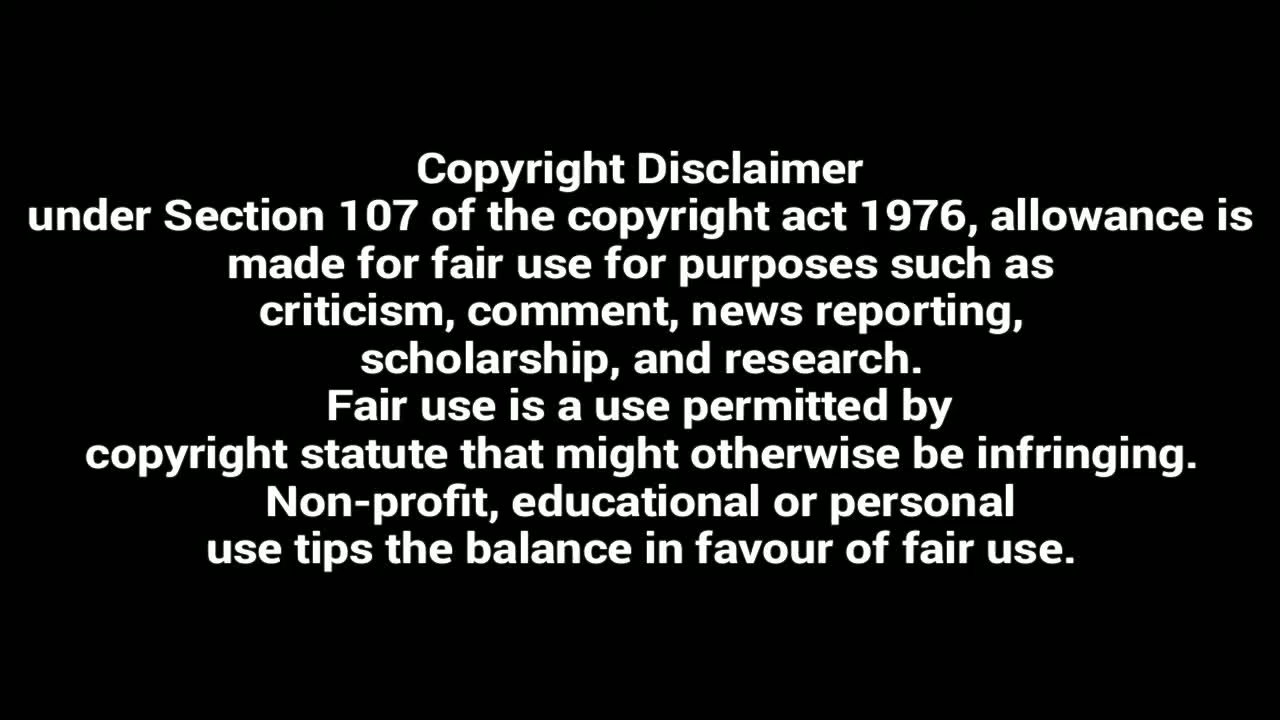 Copyright Disclaimer
under Section 107 of the copyright act 1976, allowance is
made for fair use for purposes such as
criticism, comment, news reporting,
scholarship, and research.
Fair use is a use permitted by
copyright statute that might otherwise be infringing.
Non-profit, educational or personal
use tips the balance in favour of fair use.